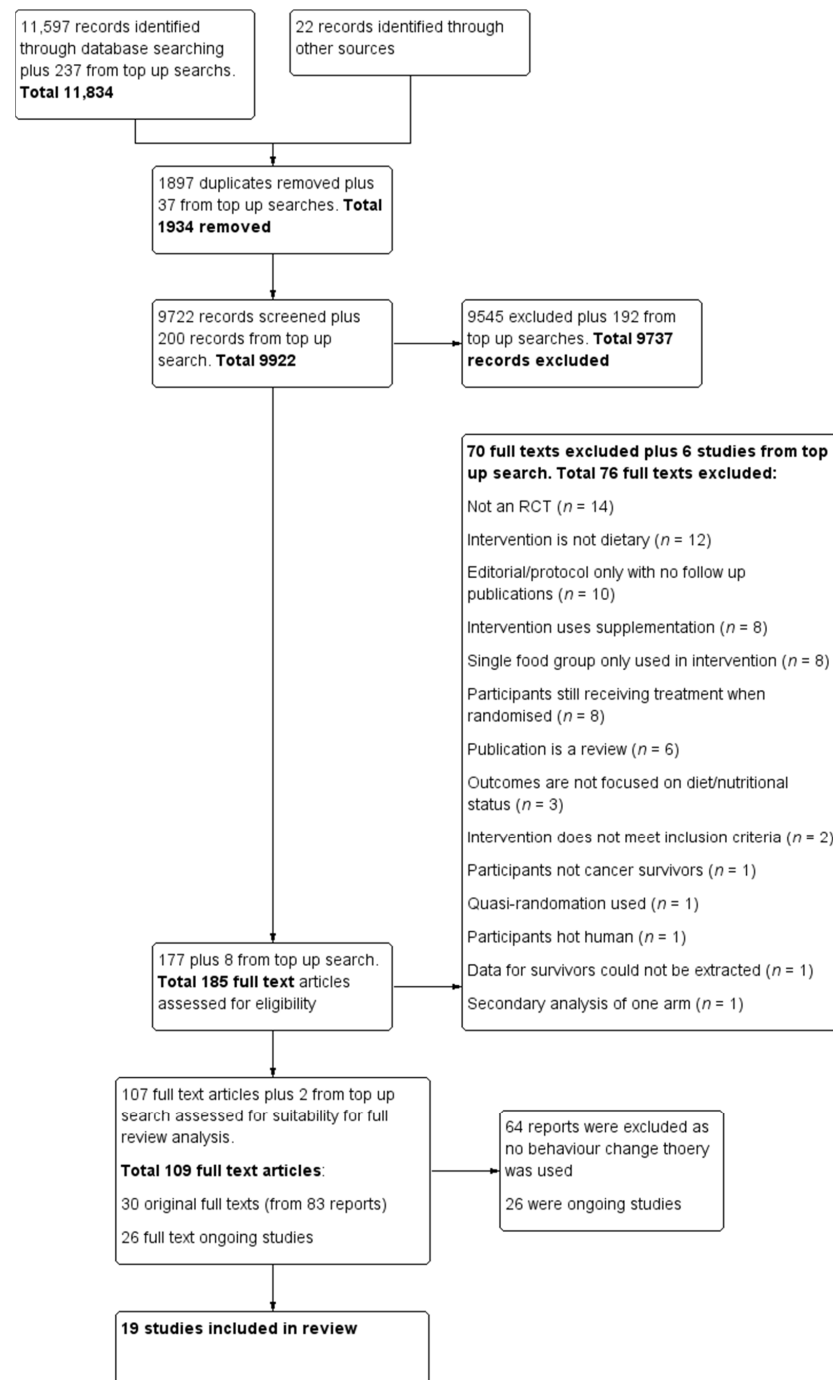 11,597 records identified
through database searching
plus 237 from top up searchs.
Total 11,834
22 records identified through
other sources
1897 duplicates removed plus
37 from top up searches. Total
1934 removed
9722 records screened plus
200 records from top up
search. Total 9922
9545 excluded plus 192 from
top up searches. Total 9737
records excluded
70 full texts excluded plus 6 studies from top
up search. Total 76 full texts excluded:
Not an RCT (n = 14)
Intervention is not dietary (n = 12)
Editorial/protocol only with no follow up
publications (n = 10)
Intervention uses supplementation (n = 8)
Single food group only used in intervention (n = 8)
Participants still receiving treatment when
randomised (n = 8)
Publication is a review (n = 6)
Outcomes are not focused on diet/nutritional
status (n = 3)
Intervention does not meet inclusion criteria (n = 2)
Participants not cancer survivors (n = 1)
Quasi-randomation used (n = 1)
Participants hot human (n = 1)
Data for survivors could not be extracted (n = 1)
Secondary analysis of one arm (n = 1)
177 plus 8 from top up search.
Total 185 full text articles
assessed for eligibility
107 full text articles plus 2 from top up
search assessed for suitability for full
review analysis.
Total 109 full text articles:
30 original full texts (from 83 reports)
26 full text ongoing studies
64 reports were excluded as
no behaviour change thoery
was used
26 were ongoing studies
19 studies included in review